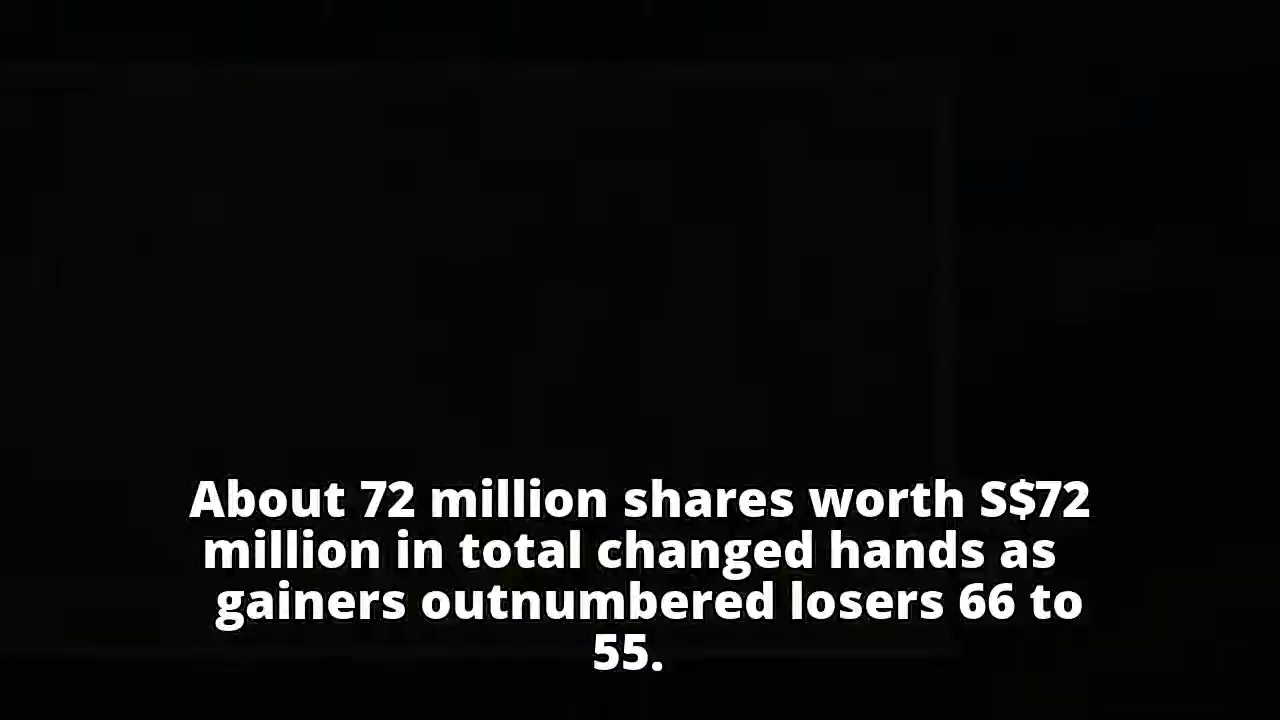 About 72 million shares worth S$72
million in total changed hands as
gainers outnumbered losers 66 to
55.